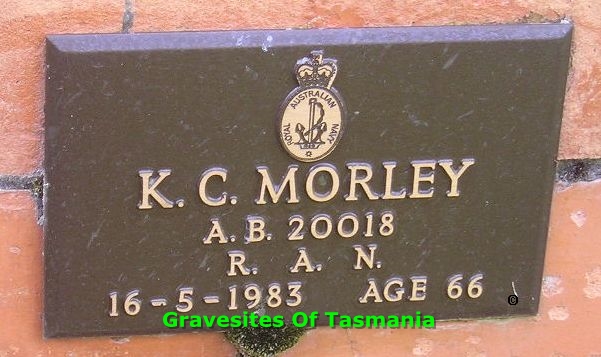 ROYAL AUSTRALIAN NAVY
K. C. MORLEY
A. B. 20018
R. A. N.
16-5-1983 AGE 66
©
Gravesites Of Tasmania